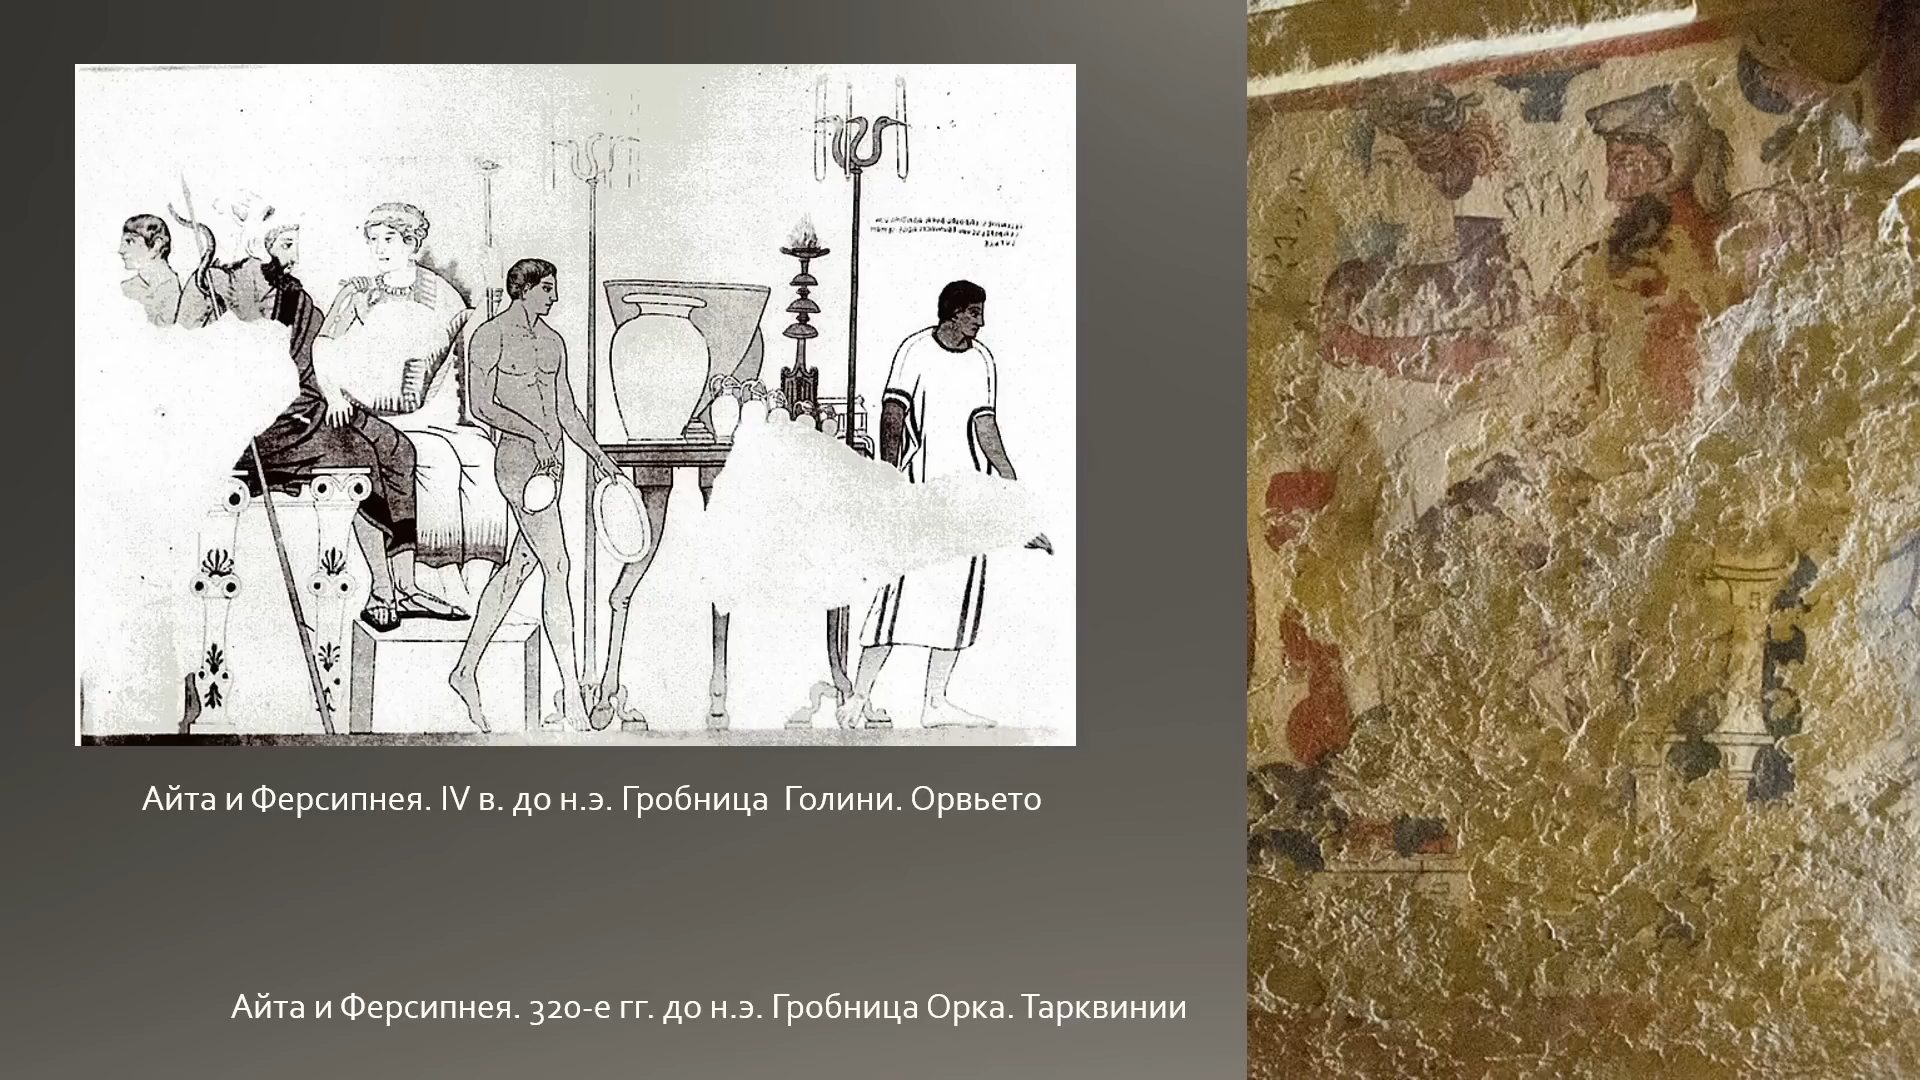 Айта и Ферсипнея. IV в. до н.э. Гробница  Голини. Орвьето
Айта и Ферсипнея. 320-е гг. до н.э. Гробница Орка. Тарквинии